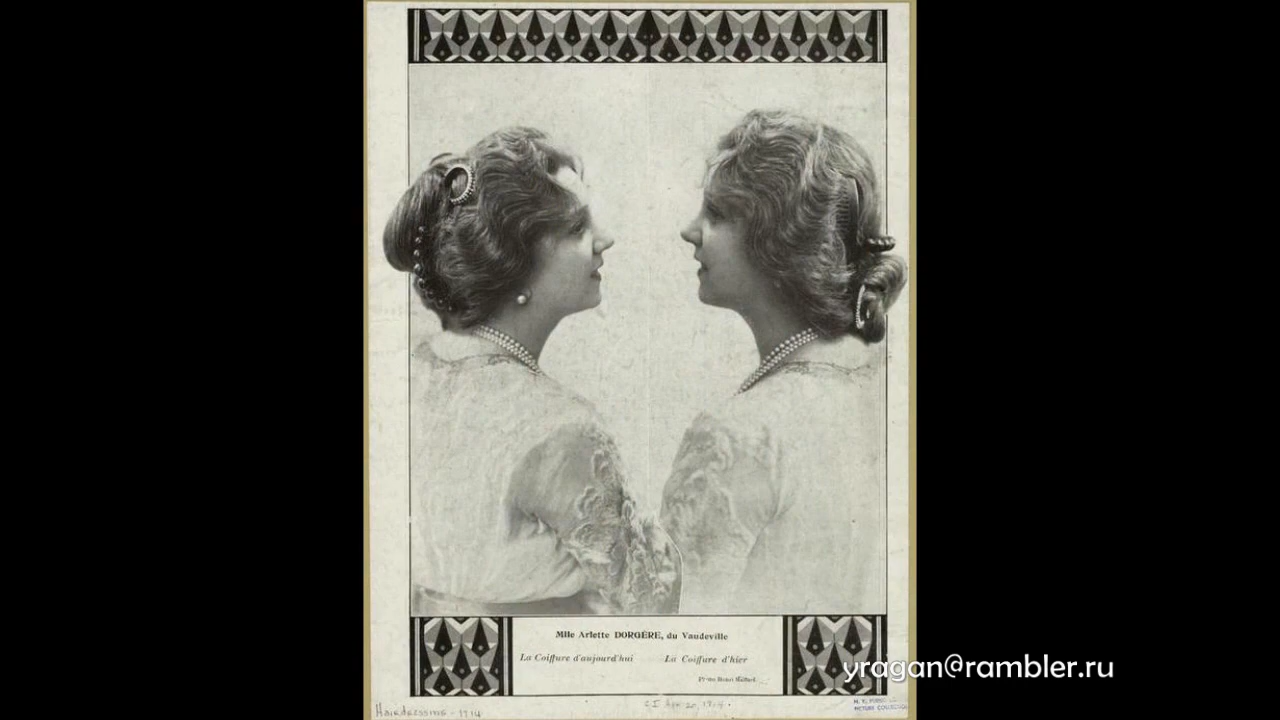 Mlle Arlette DORGÈRE, du Vaudeville
La Coiffure d'aujourd'hui La Coiffure d'hier
yragan@rambler.ru
Hairdressing - 1914